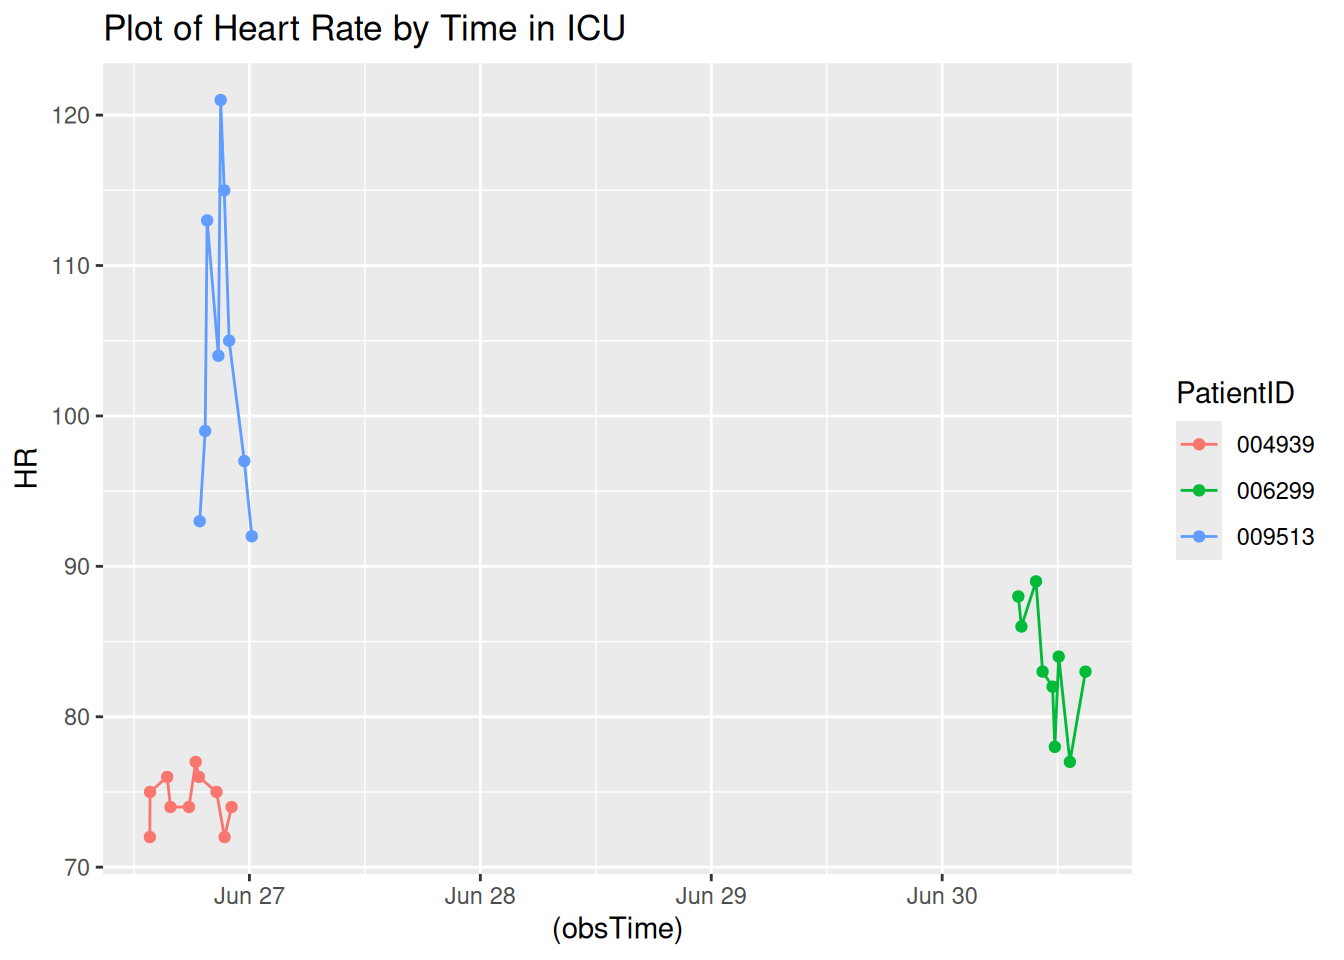 Plot of Heart Rate by Time in ICU
120
110
100
90
80
70
HR
Jun 27 Jun 28 Jun 29 Jun 30
(obsTime)
PatientID
004939
006299
009513